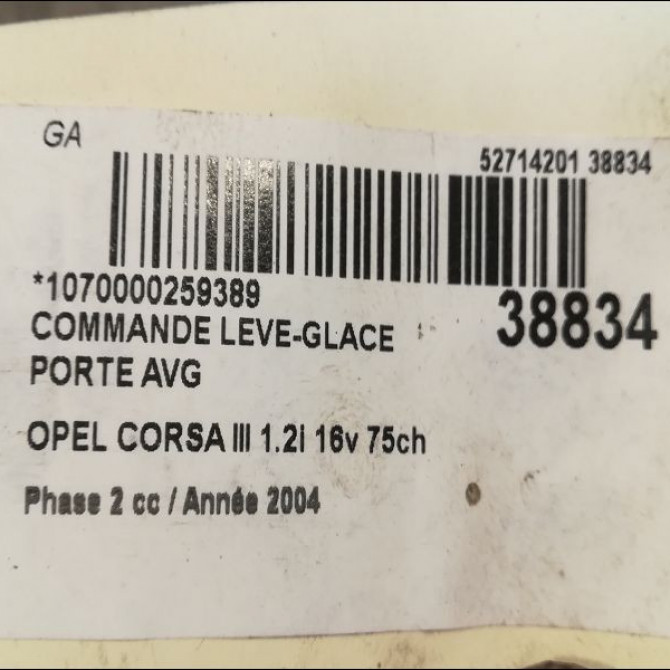 GA
52714201 38834
*1070000259389
38834
COMMANDE LEVE-GLACE
PORTE AVG
OPEL CORSA III 1.2i 16v 75ch
Phase 2 cc / Année 2004